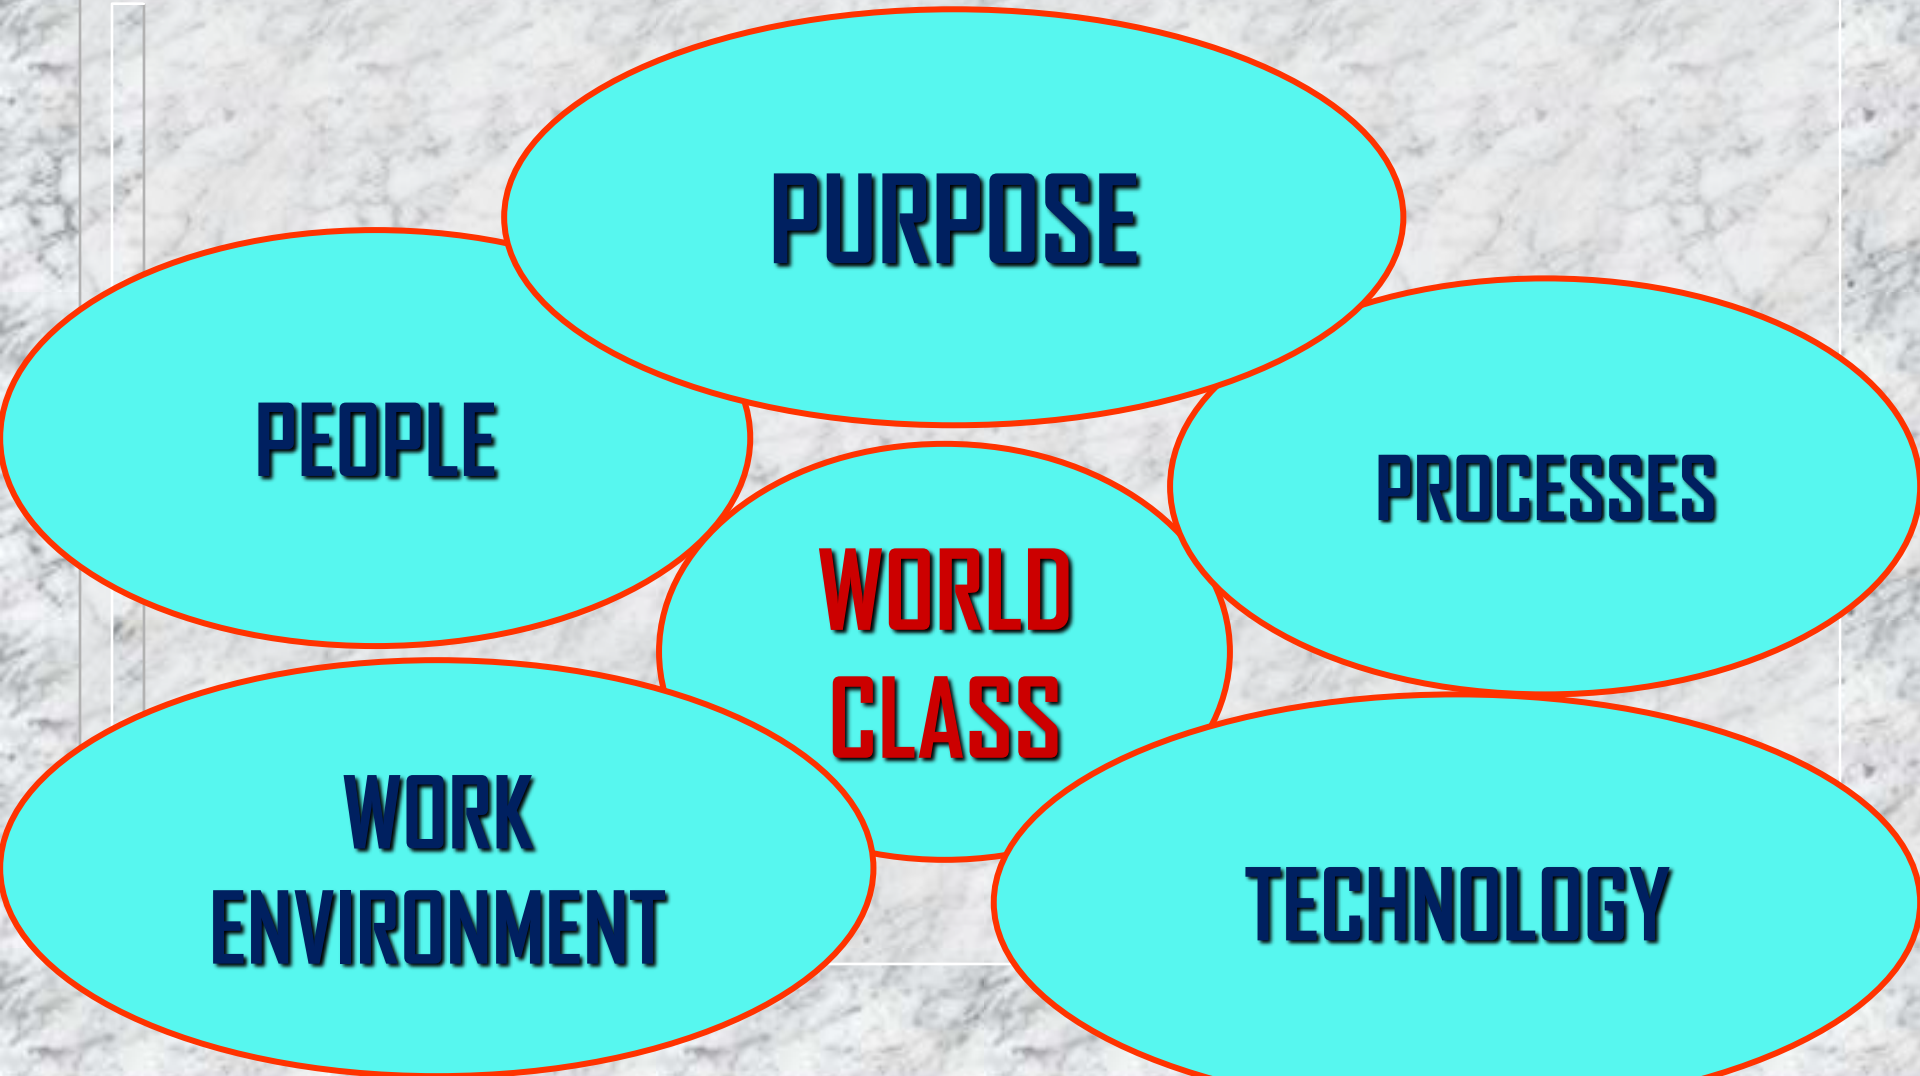 PURPOSE
PEOPLE
PROCESSES
WORLD
CLASS
WORK
ENVIRONMENT
TECHNOLOGY